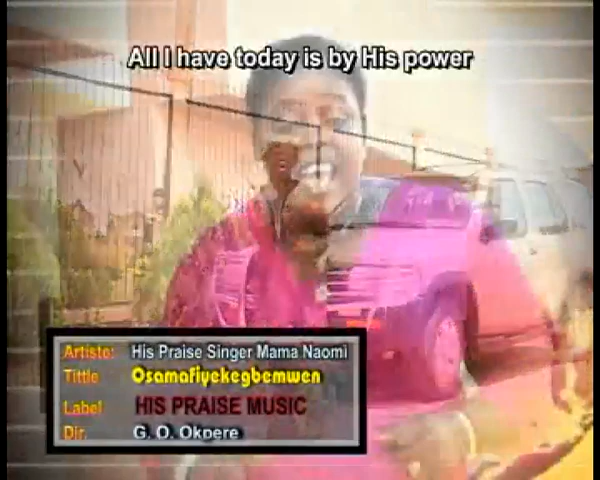 All I have today is by His power
Artiste: His Praise Singer Mama Naomi
Tittle Osamafiyekegbemwen
Label HIS PRAISE MUSIC
Dir. G. O. Okpere